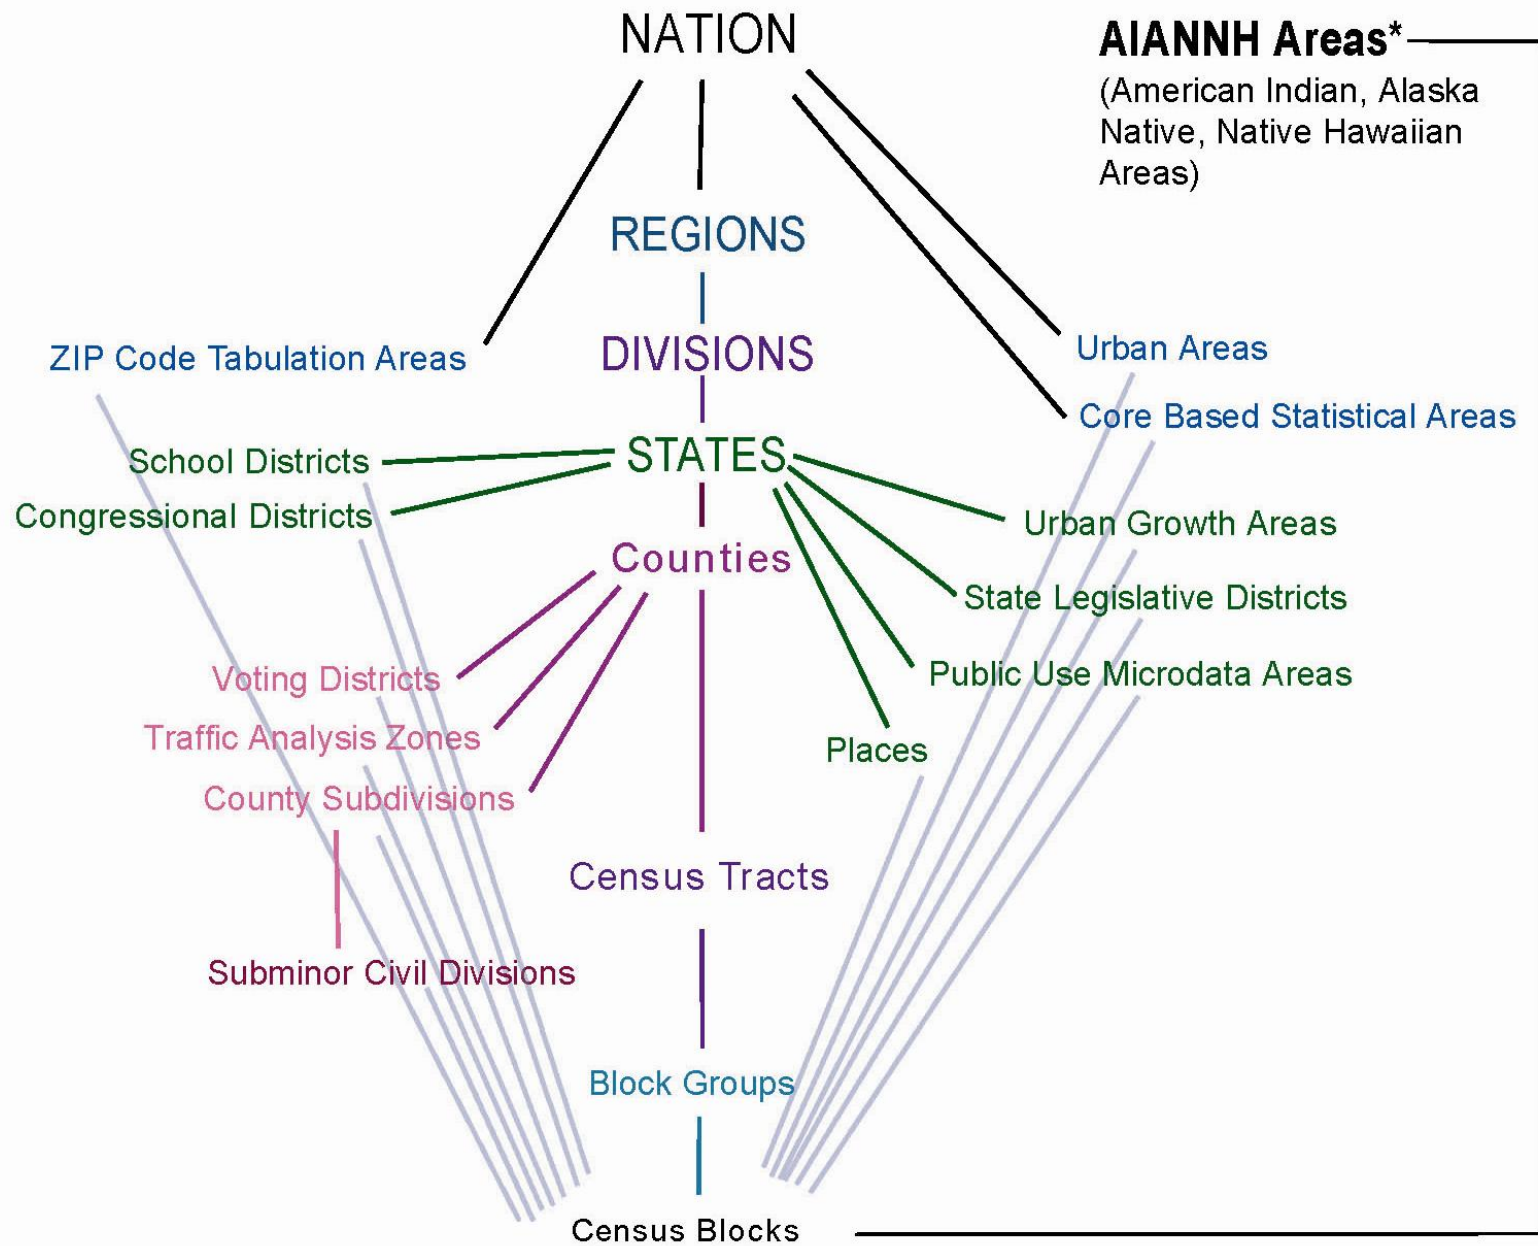 NATION
AIANNH Areas*
(American Indian, Alaska
Native, Native Hawaiian
Areas)
REGIONS
ZIP Code Tabulation Areas
DIVISIONS
Urban Areas
Core Based Statistical Areas
School Districts
STATES
Congressional Districts
Urban Growth Areas
Counties
State Legislative Districts
Voting Districts
Public Use Microdata Areas
Traffic Analysis Zones
Places
County Subdivisions
Census Tracts
Subminor Civil Divisions
Block Groups
Census Blocks